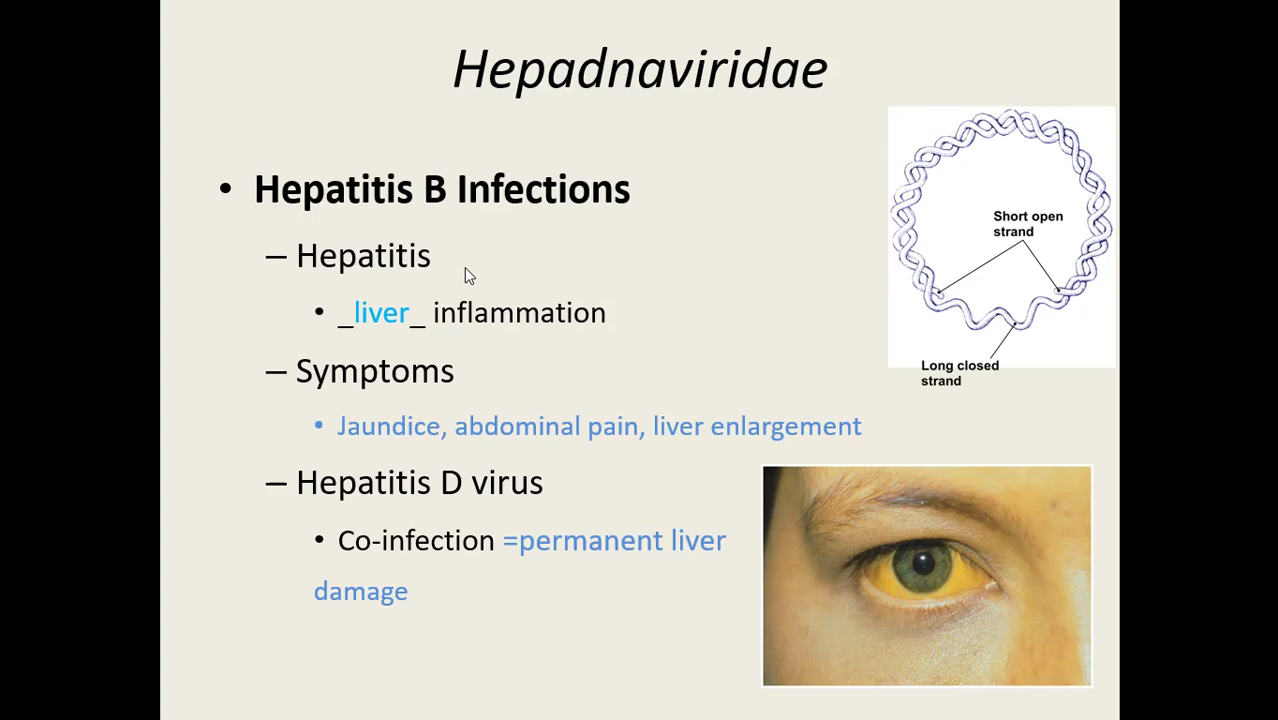 Hepadnaviridae
• Hepatitis B Infections
– Hepatitis
• _liver_ inflammation
– Symptoms
• Jaundice, abdominal pain, liver enlargement
– Hepatitis D virus
• Co-infection =permanent liver
damage
Short open
strand
Long closed
strand